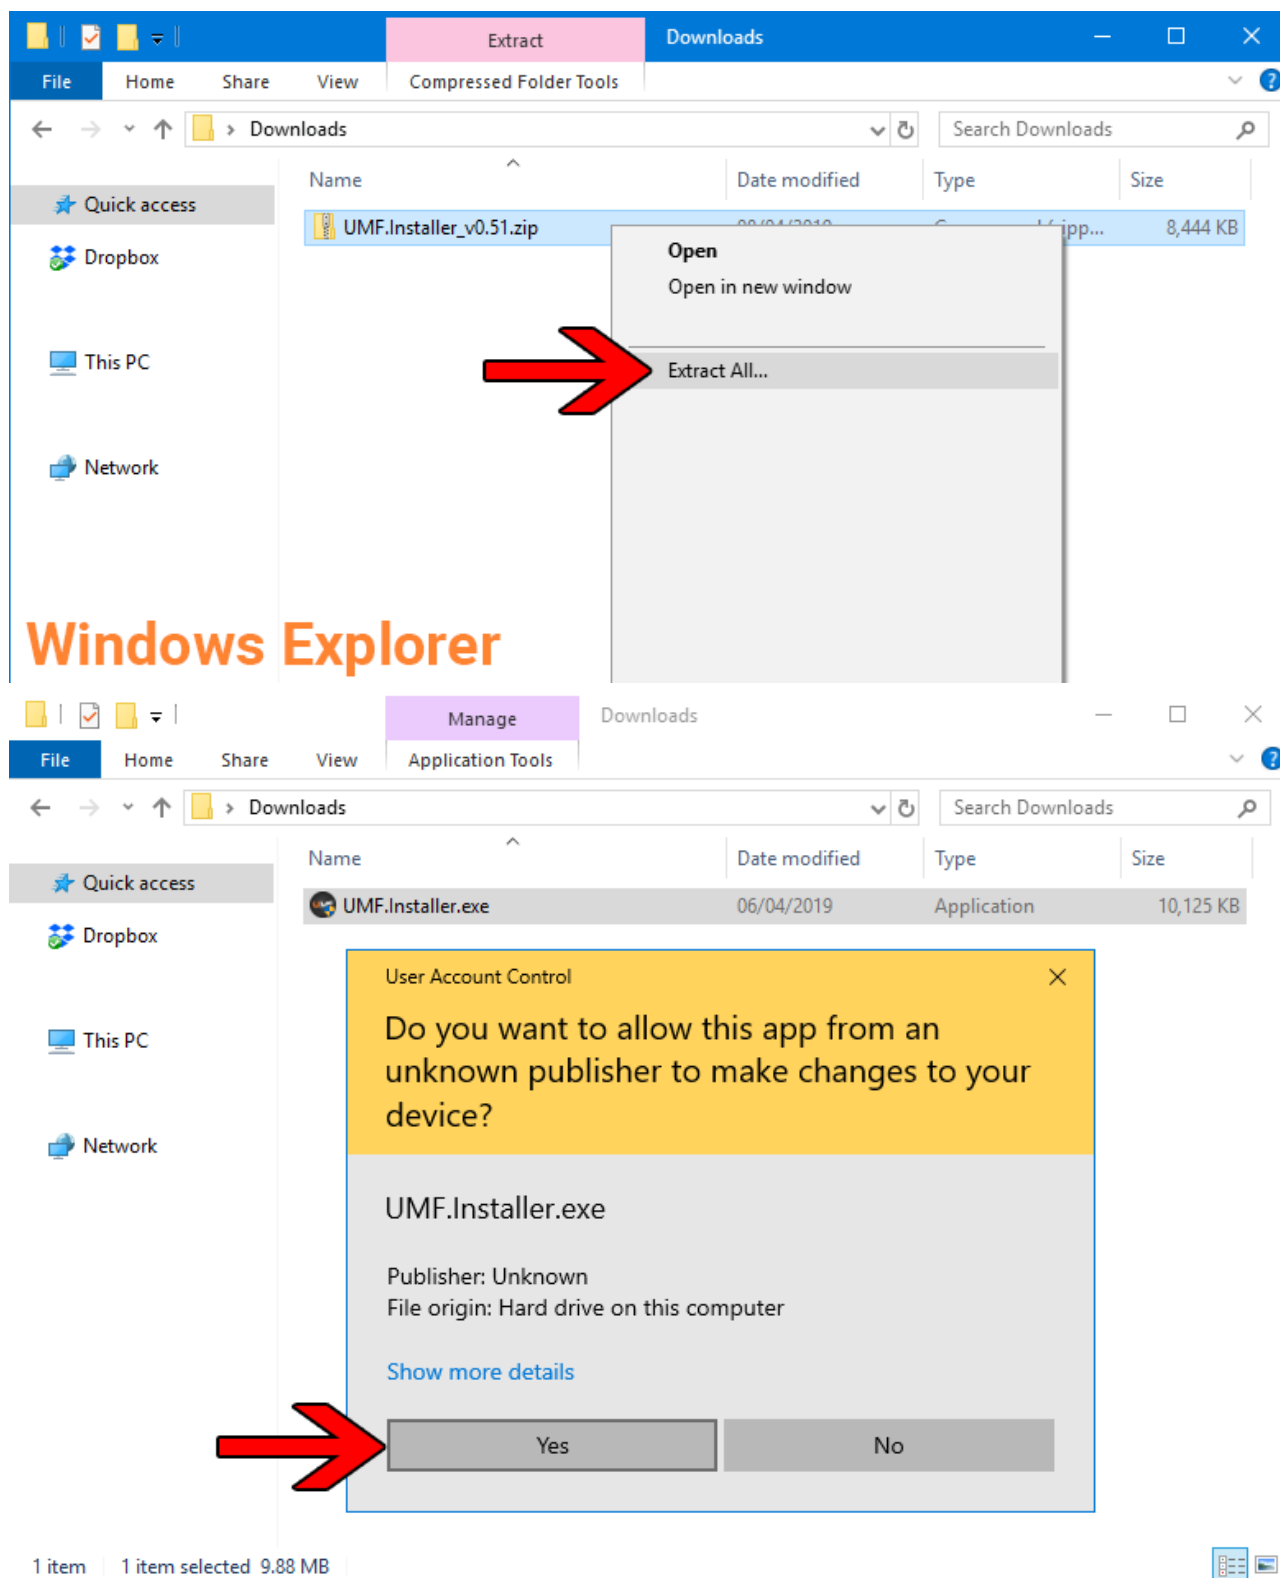 Extract Downloads
File Home Share View Compressed Folder Tools
Downloads Search Downloads
Name Date modified Type Size
Quick access
UMF.Installer_v0.51.zip 8,444 KB
Open
Dropbox
Open in new window
This PC
Extract All...
Network
Windows Explorer
Manage Downloads
File Home Share View Application Tools
Downloads Search Downloads
Name Date modified Type Size
Quick access
UMF.Installer.exe 06/04/2019 Application 10,125 KB
Dropbox
User Account Control
Do you want to allow this app from an
unknown publisher to make changes to your
device?
This PC
Network
UMF.Installer.exe
Publisher: Unknown
File origin: Hard drive on this computer
Show more details
Yes No
1 item 1 item selected 9.88 MB